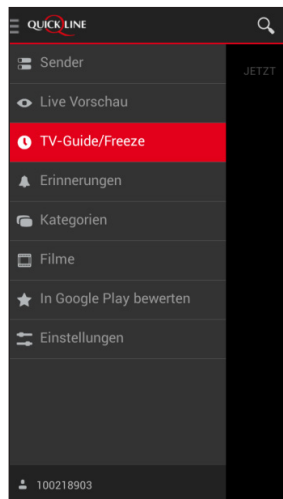 QUICKLINE
Sender
JETZT
Live Vorschau
TV-Guide/Freeze
Erinnerungen
Kategorien
Filme
In Google Play bewerten
Einstellungen
100218903